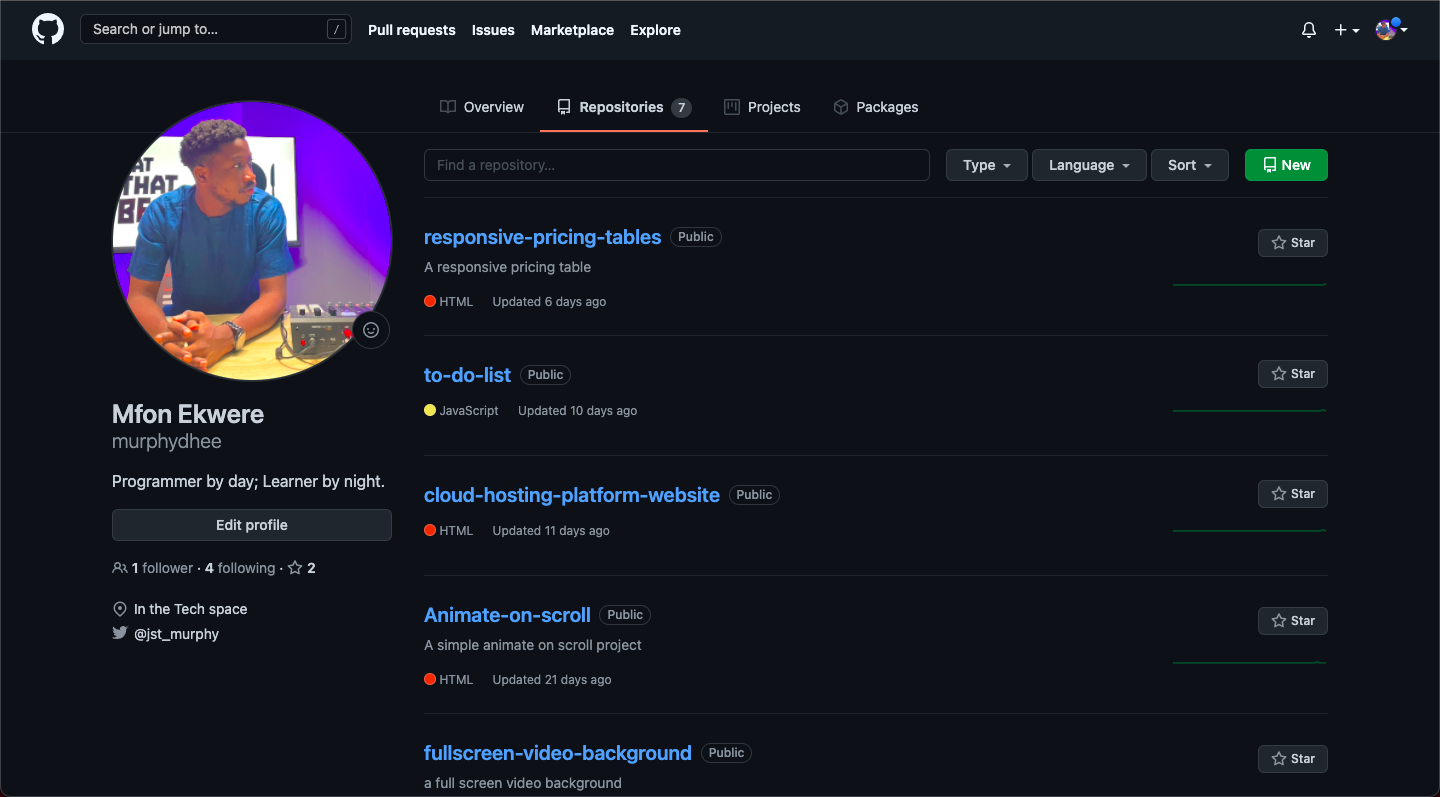 Search or jump to... /
Pull requests Issues Marketplace Explore
Overview Repositories 7 Projects Packages
Find a repository... Type Language Sort New
AT
THAT
BE
Mfon Ekwere
murphydhee
Programmer by day; Learner by night.
Edit profile
1 follower · 4 following · 2
In the Tech space
@jst_murphy
responsive-pricing-tables Public Star
A responsive pricing table
HTML Updated 6 days ago
to-do-list Public Star
JavaScript Updated 10 days ago
cloud-hosting-platform-website Public Star
HTML Updated 11 days ago
Animate-on-scroll Public Star
A simple animate on scroll project
HTML Updated 21 days ago
fullscreen-video-background Public Star
a full screen video background